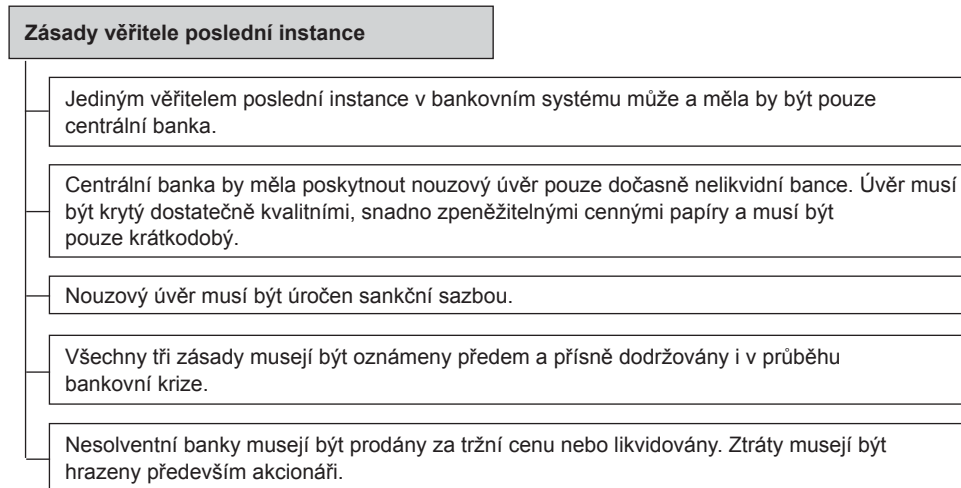 Zásady věřitele poslední instance
Jediným věřitelem poslední instance v bankovním systému může a měla by být pouze
centrální banka.
Centrální banka by měla poskytnout nouzový úvěr pouze dočasně nelikvidní bance. Úvěr musí
být krytý dostatečně kvalitními, snadno zpeněžitelnými cennými papíry a musí být
pouze krátkodobý.
Nouzový úvěr musí být úročen sankční sazbou.
Všechny tři zásady musejí být oznámeny předem a přísně dodržovány i v průběhu
bankovní krize.
Nesolventní banky musejí být prodány za tržní cenu nebo likvidovány. Ztráty musejí být
hrazeny především akcionáři.